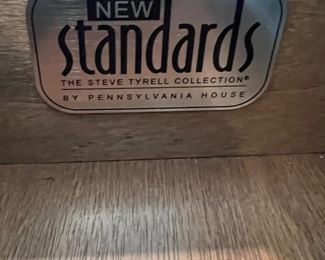 NEW
standards
THE STEVE TYRELL COLLECTION®
BY PENNSYLVANIA HOUSE